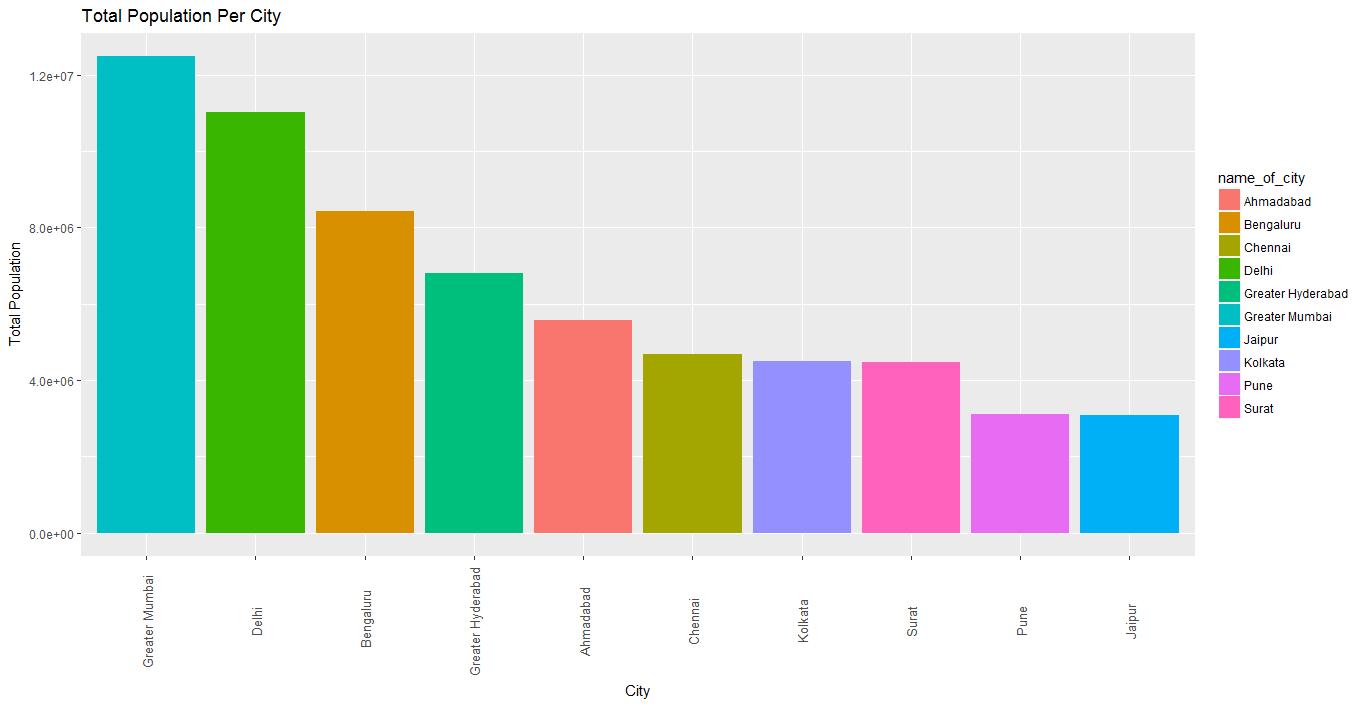 Total Population Per City
1.2e+07
8.0e+06
4.0e+06
0.0e+00
Total Population
Greater Mumbai
Delhi
Bengaluru
Greater Hyderabad
Ahmadabad
Chennai
Kolkata
Surat
Pune
Jaipur
City
name_of_city
Ahmadabad
Bengaluru
Chennai
Delhi
Greater Hyderabad
Greater Mumbai
Jaipur
Kolkata
Pune
Surat